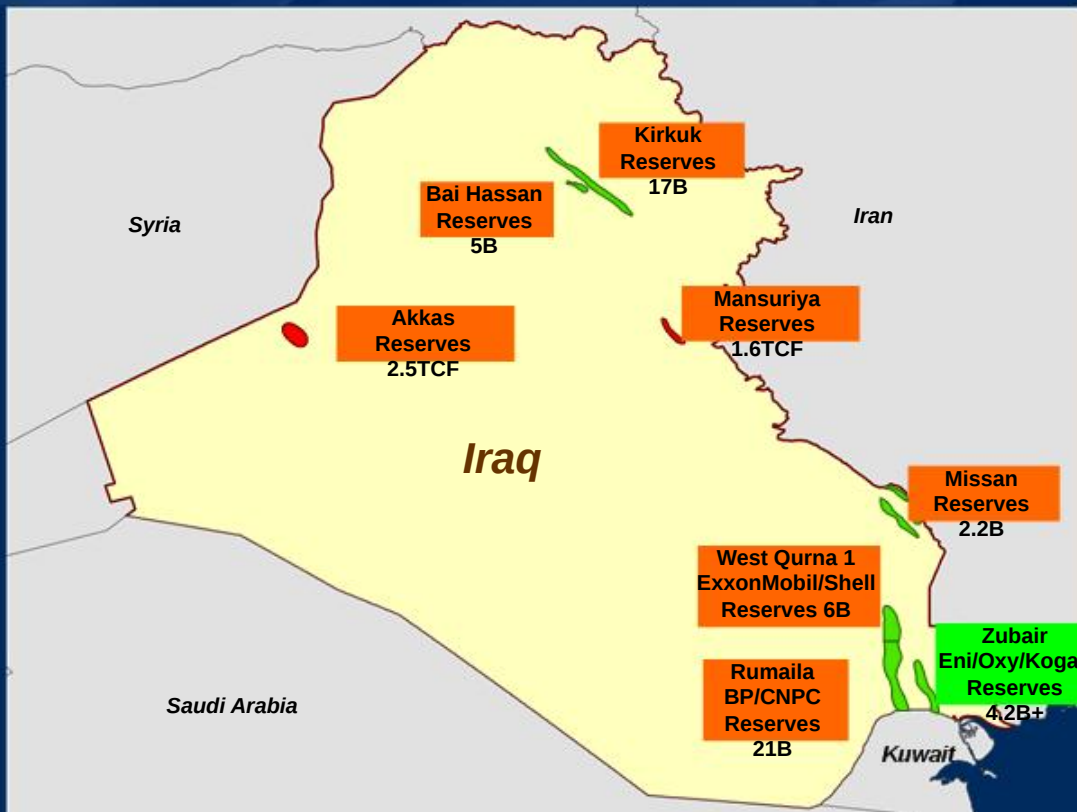 Kirkuk
Reserves
17B
Bai Hassan
Reserves
5B
Syria
Iran
Akkas
Reserves
2.5TCF
Mansuriya
Reserves
1.6TCF
Iraq
Missan
Reserves
2.2B
West Qurna 1
ExxonMobil/Shell
Reserves 6B
Zubair
Eni/Oxy/Koga
Reserves
4.2B+
Rumaila
BP/CNPC
Reserves
21B
Saudi Arabia
Kuwait